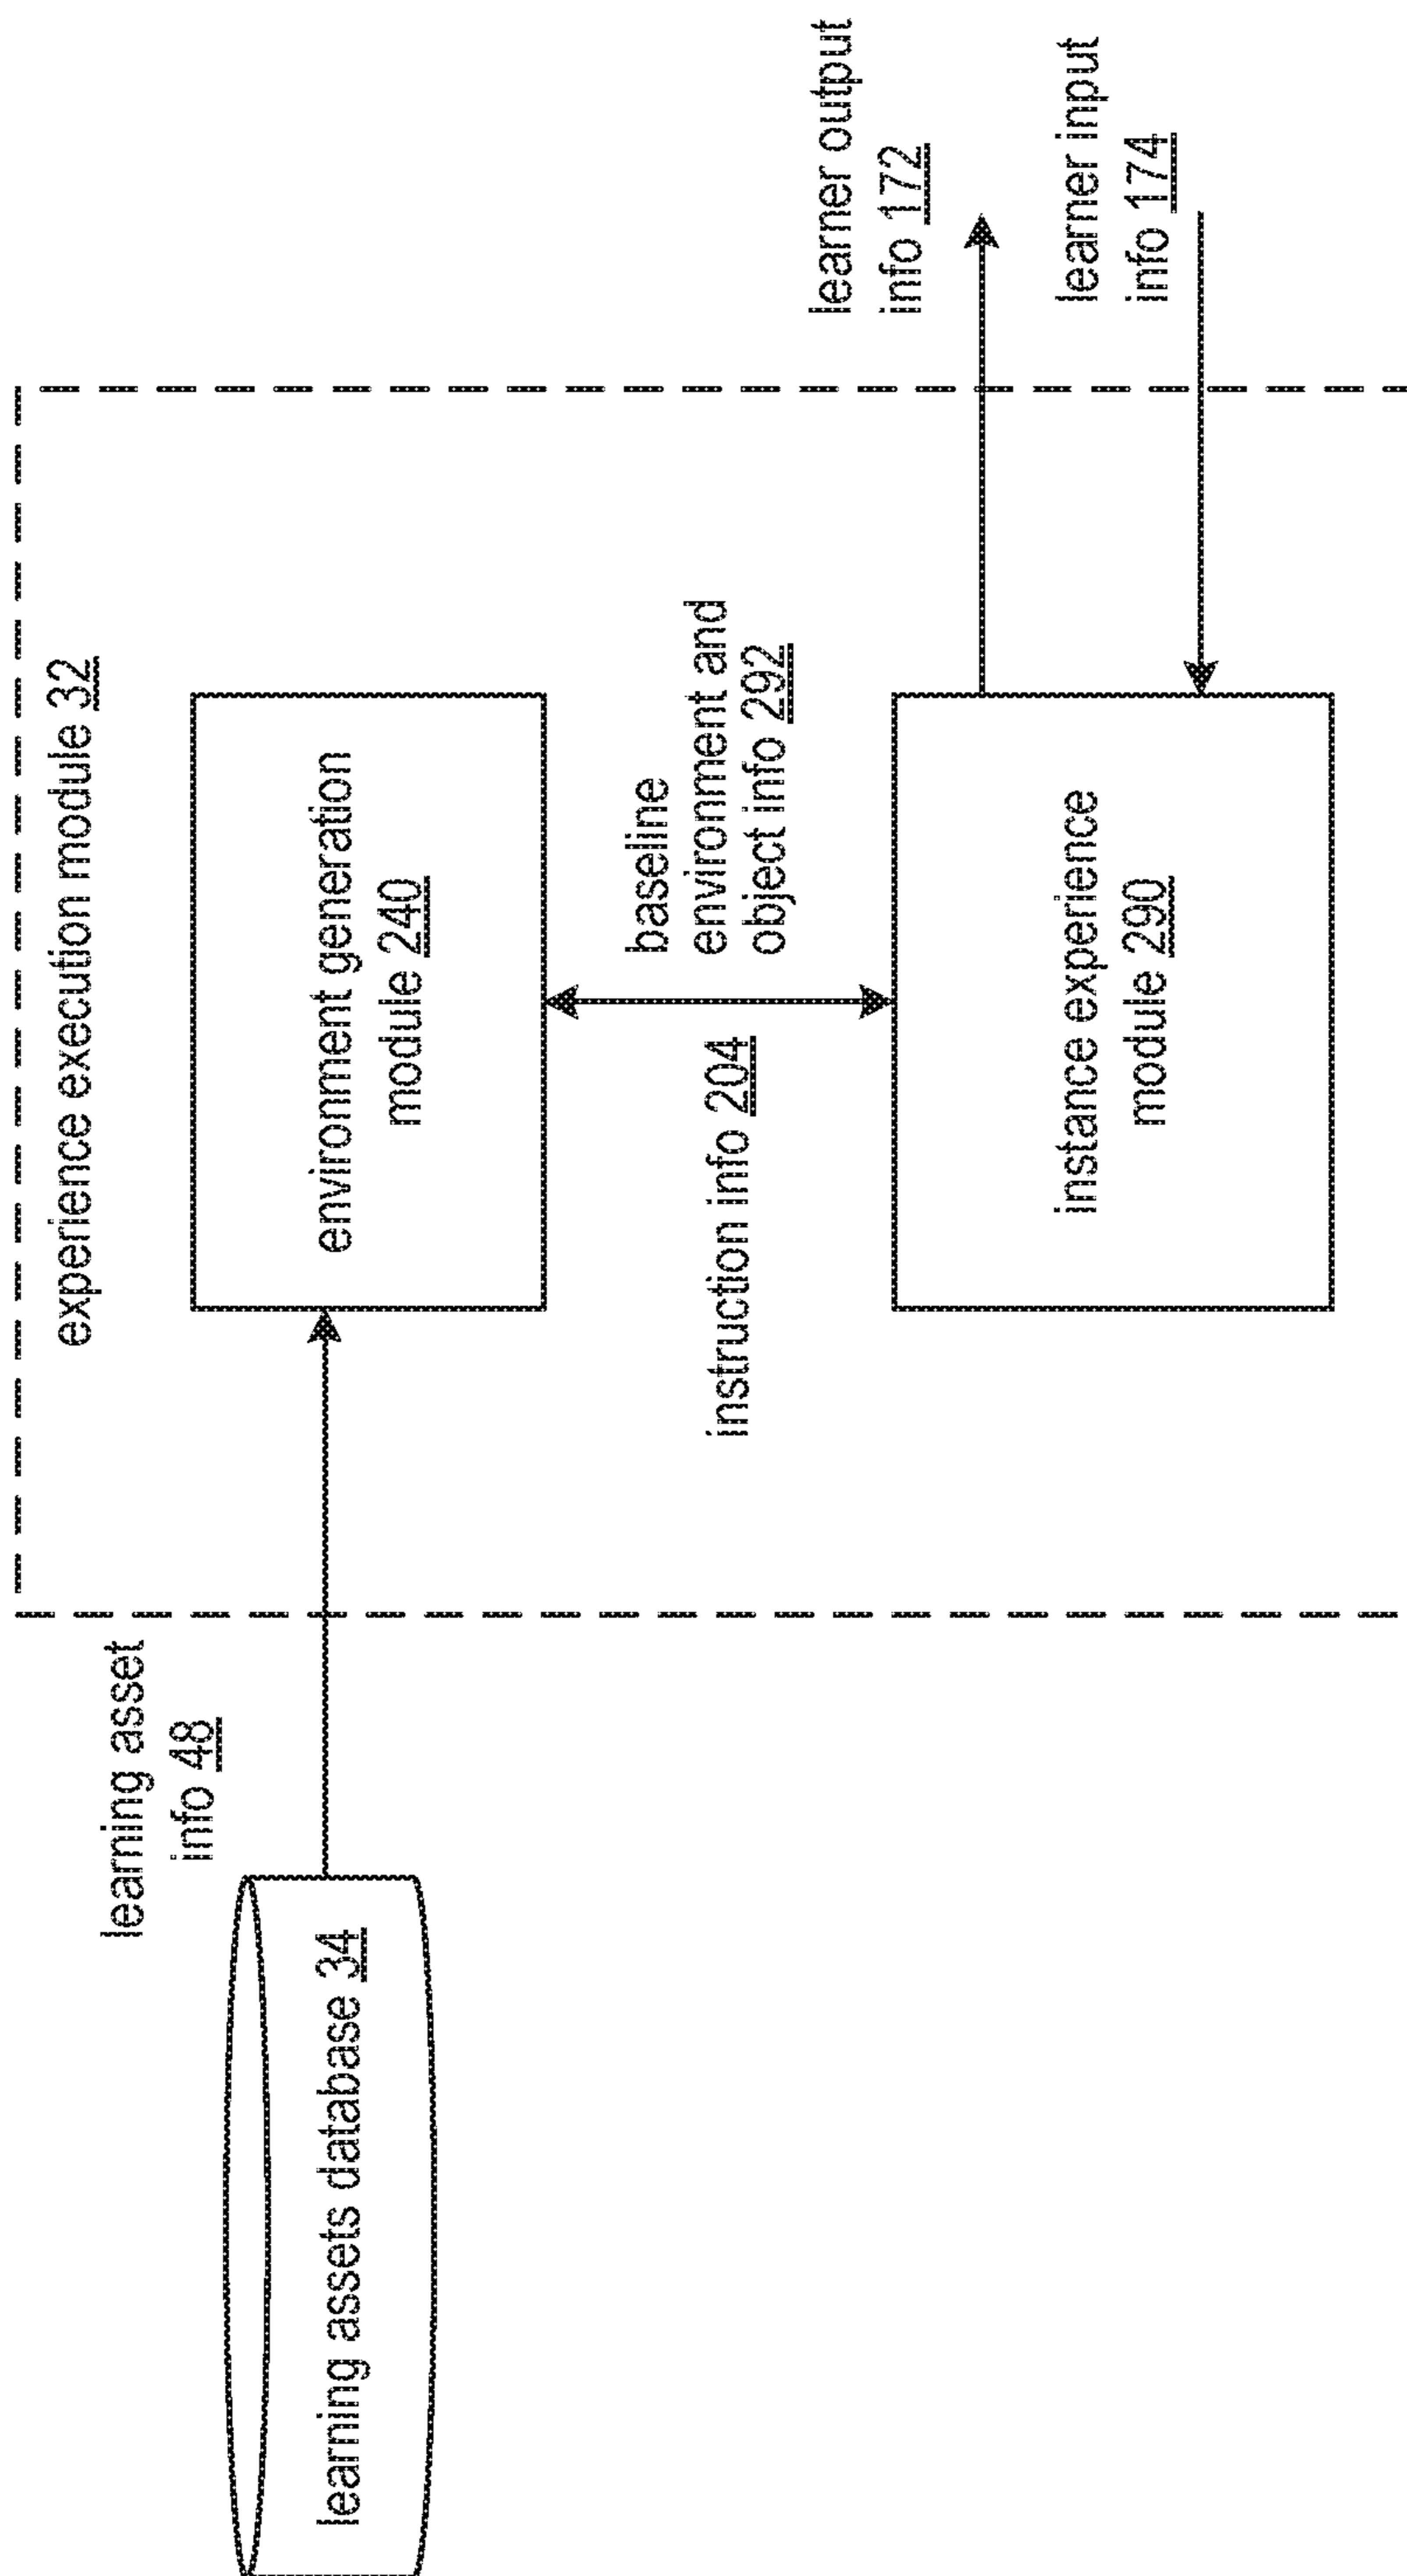 experience execution module 32
learning asset
info 48
learning assets database 34
environment generation
module 240
instruction info 204
baseline
environment and
object info 292
instance experience
module 290
learner output
info 172
learner input
info 174